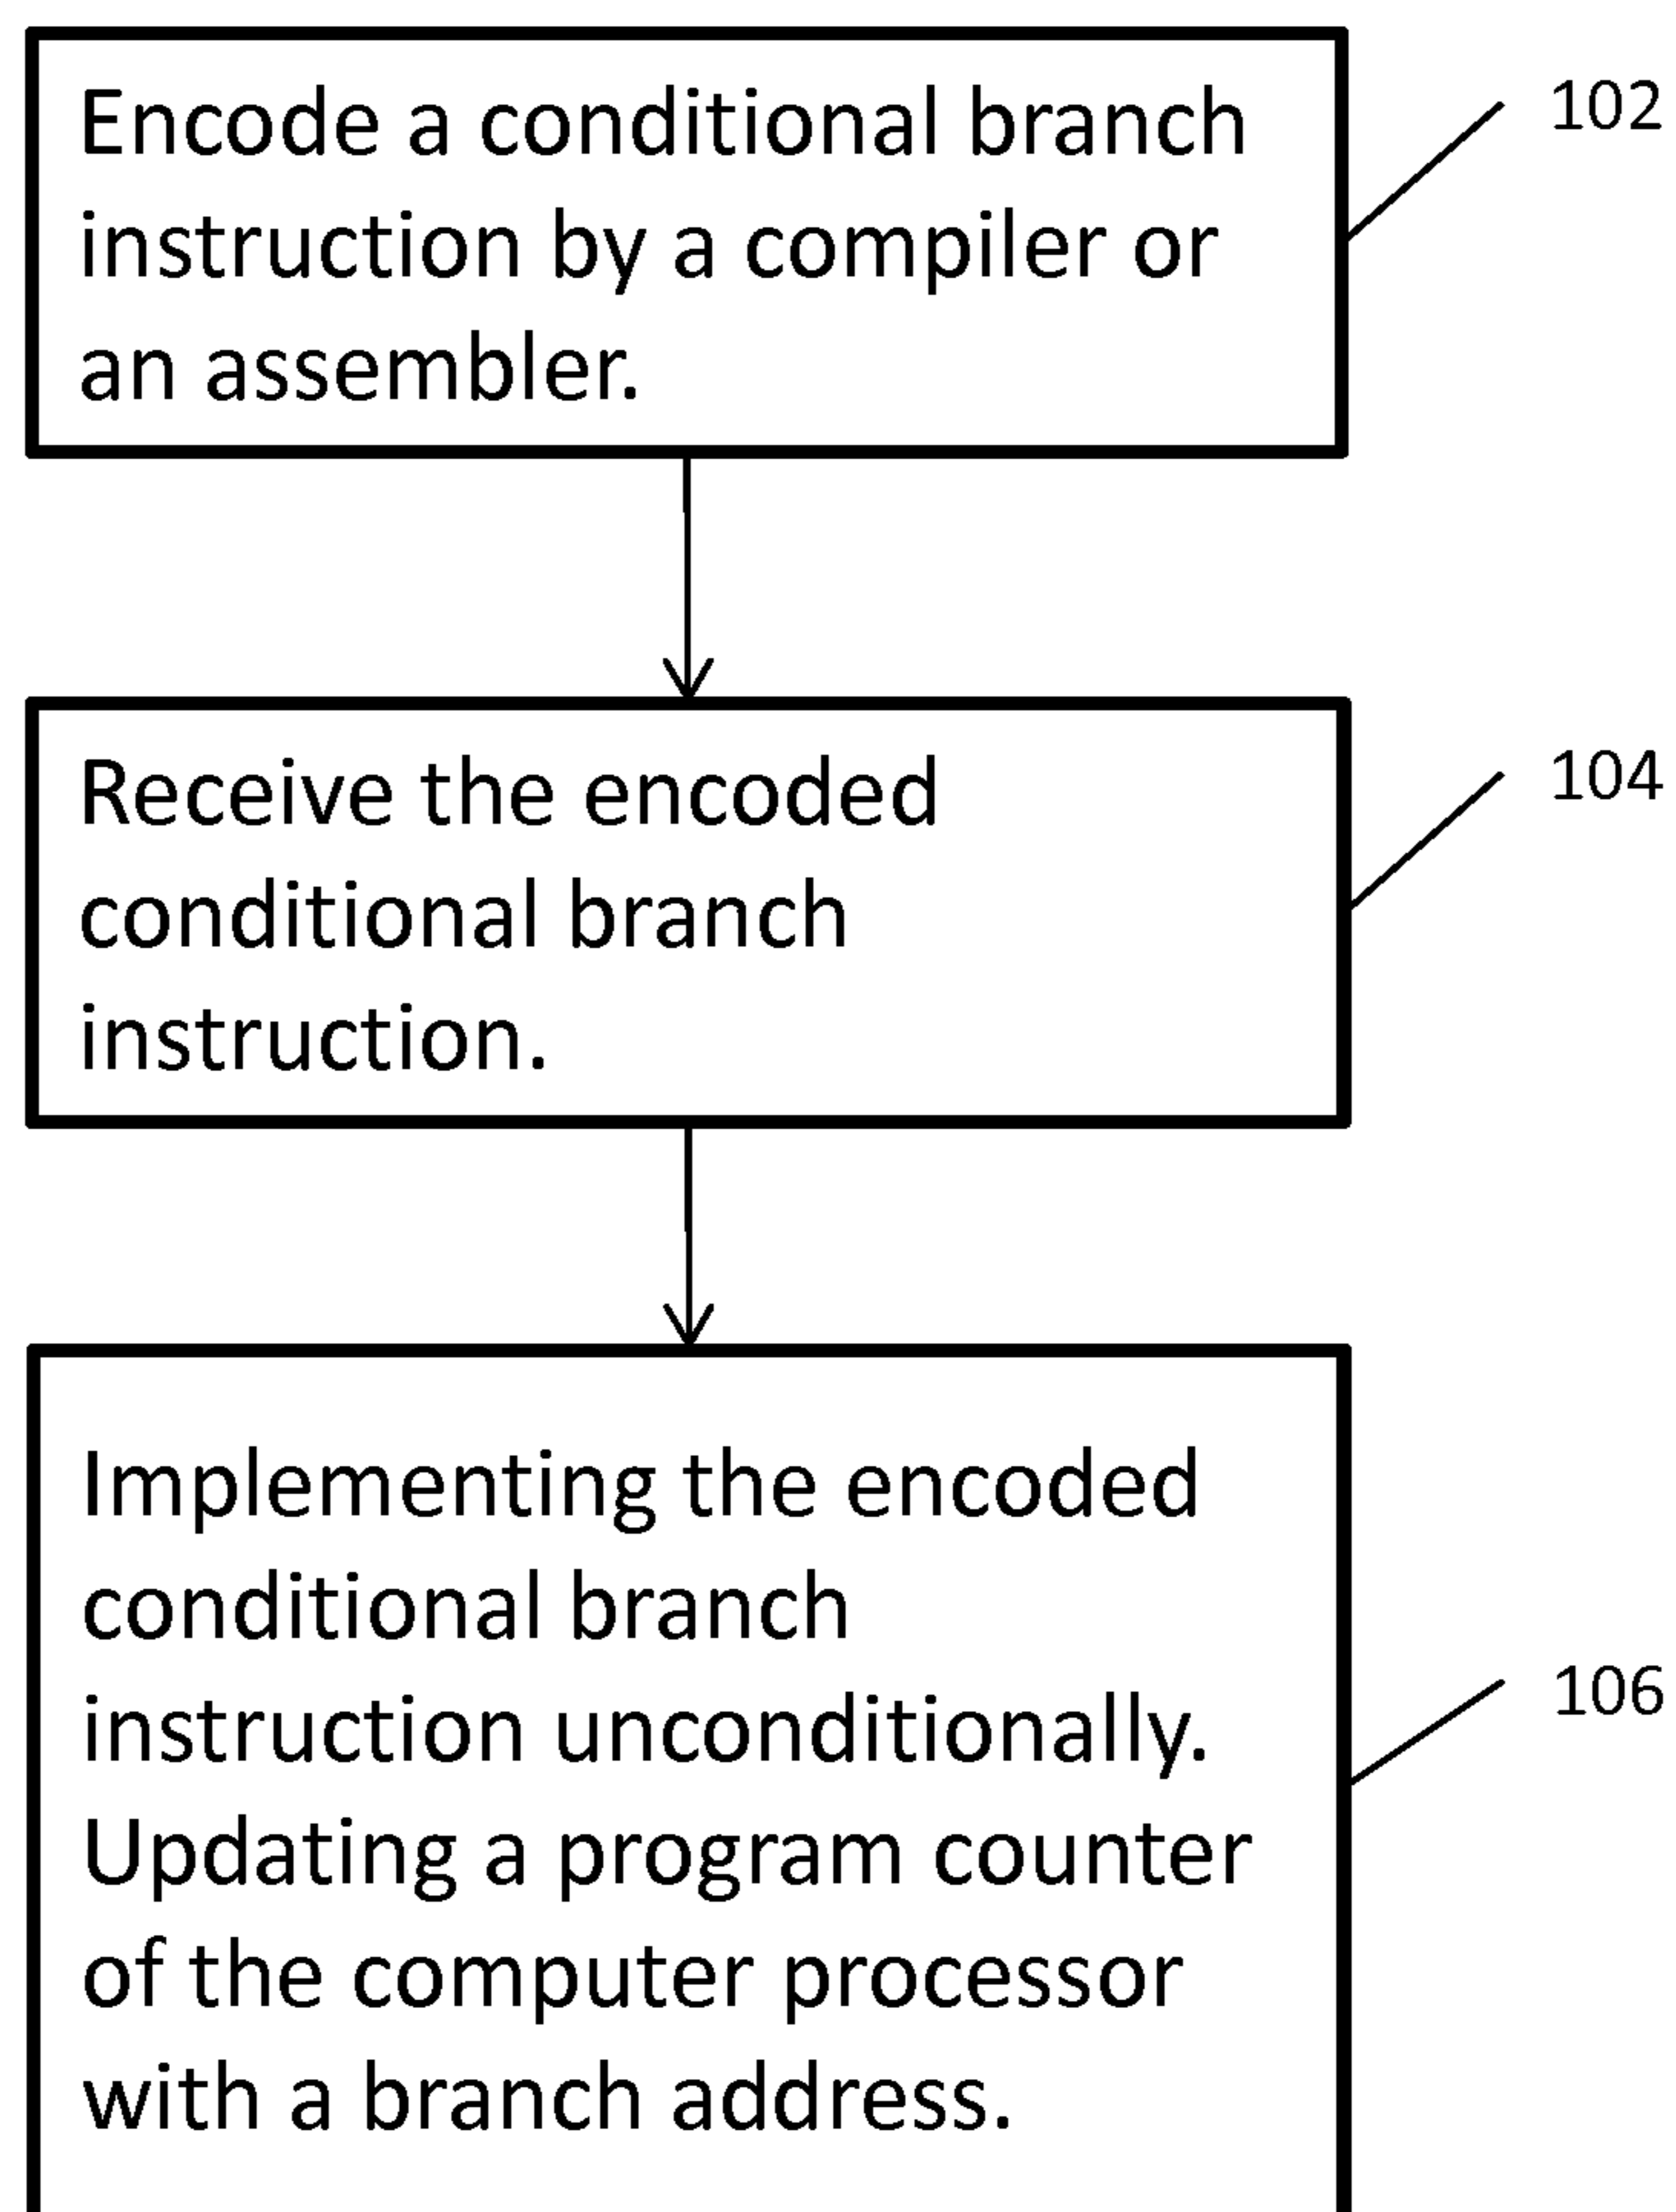 Encode a conditional branch
instruction by a compiler or
an assembler.
102
Receive the encoded
conditional branch
instruction.
104
Implementing the encoded
conditional branch
instruction unconditionally.
Updating a program counter
of the computer processor
with a branch address.
106